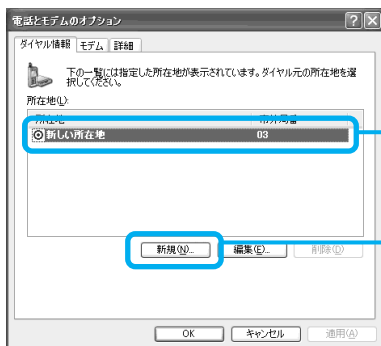 電話とモデムのオプション
ダイヤル情報 モデム 詳細
下の一覧には指定した所在地が表示されています。ダイヤル元の所在地を選
択してください。
所在地(L):
所在地 市外局番
新しい所在地 03
新規(N)... 編集(E)... 削除(D)
OK キャンセル 適用(A)